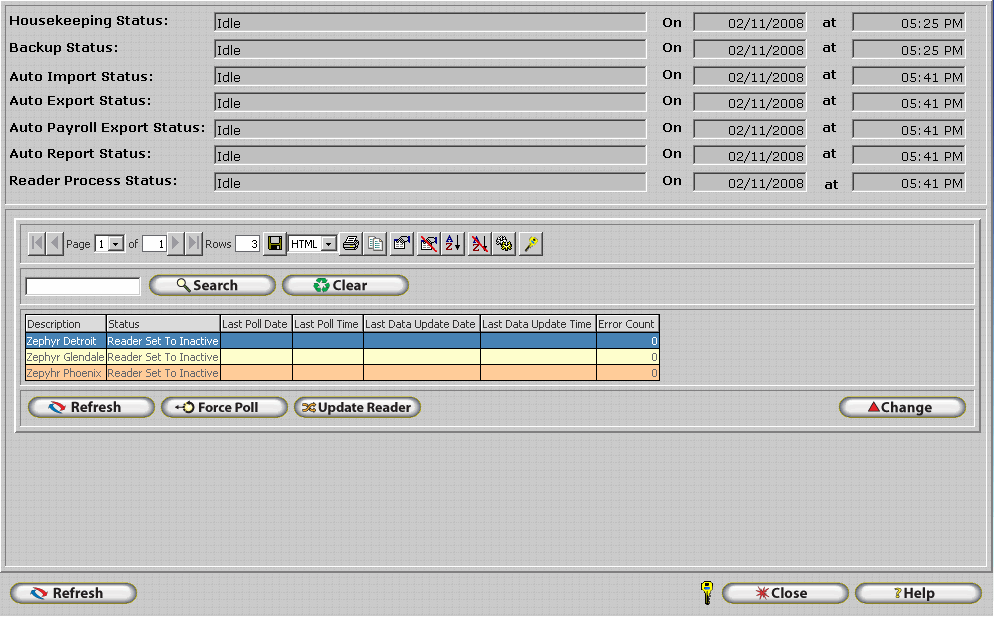 Housekeeping Status: Idle On 02/11/2008 at 05:25 PM
Backup Status: Idle On 02/11/2008 at 05:25 PM
Auto Import Status: Idle On 02/11/2008 at 05:41 PM
Auto Export Status: Idle On 02/11/2008 at 05:41 PM
Auto Payroll Export Status: Idle On 02/11/2008 at 05:41 PM
Auto Report Status: Idle On 02/11/2008 at 05:41 PM
Reader Process Status: Idle On 02/11/2008 at 05:41 PM
Page 1 of 1 Rows 3 HTML
Search Clear
Description Status Last Poll Date Last Poll Time Last Data Update Date Last Data Update Time Error Count
Zephyr Detroit Reader Set To Inactive 0
Zephyr Glendale Reader Set To Inactive 0
Zepyhr Phoenix Reader Set To Inactive 0
Refresh Force Poll Update Reader Change
Refresh Close ?Help